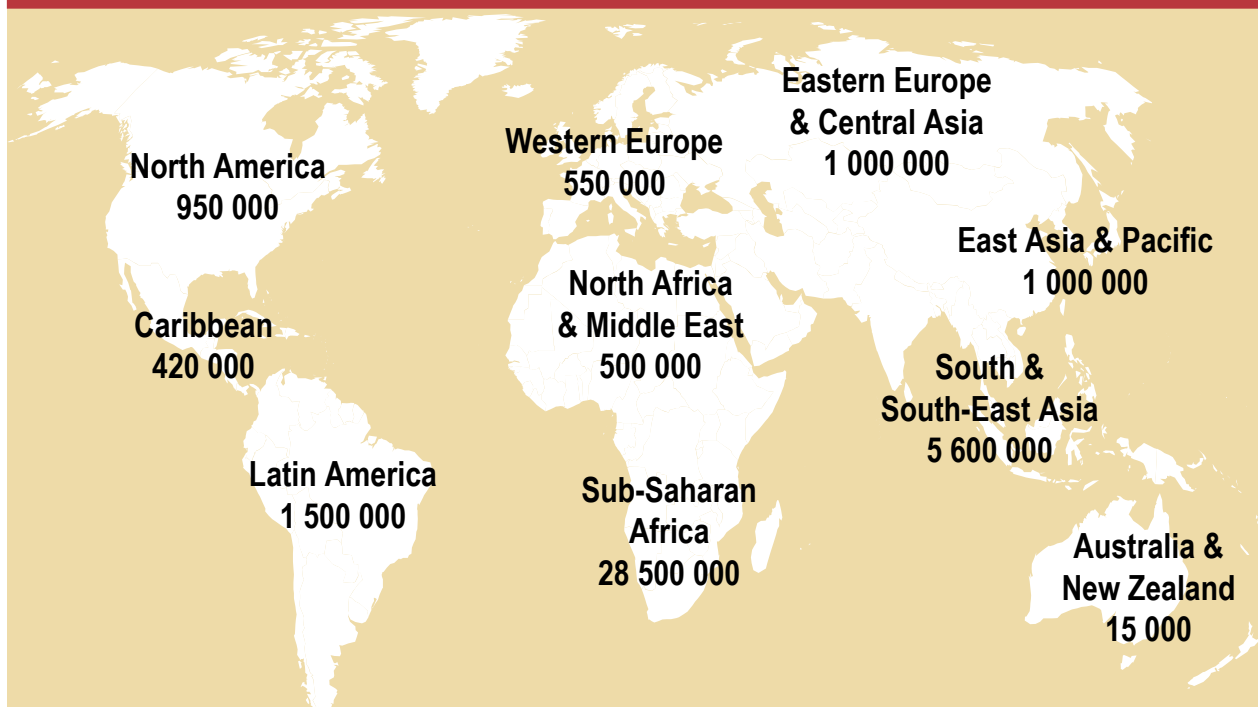 North America
950 000
Caribbean
420 000
Latin America
1 500 000
Western Europe
550 000
North Africa
& Middle East
500 000
Sub-Saharan
Africa
28 500 000
Eastern Europe
& Central Asia
1 000 000
East Asia & Pacific
1 000 000
South &
South-East Asia
5 600 000
Australia &
New Zealand
15 000